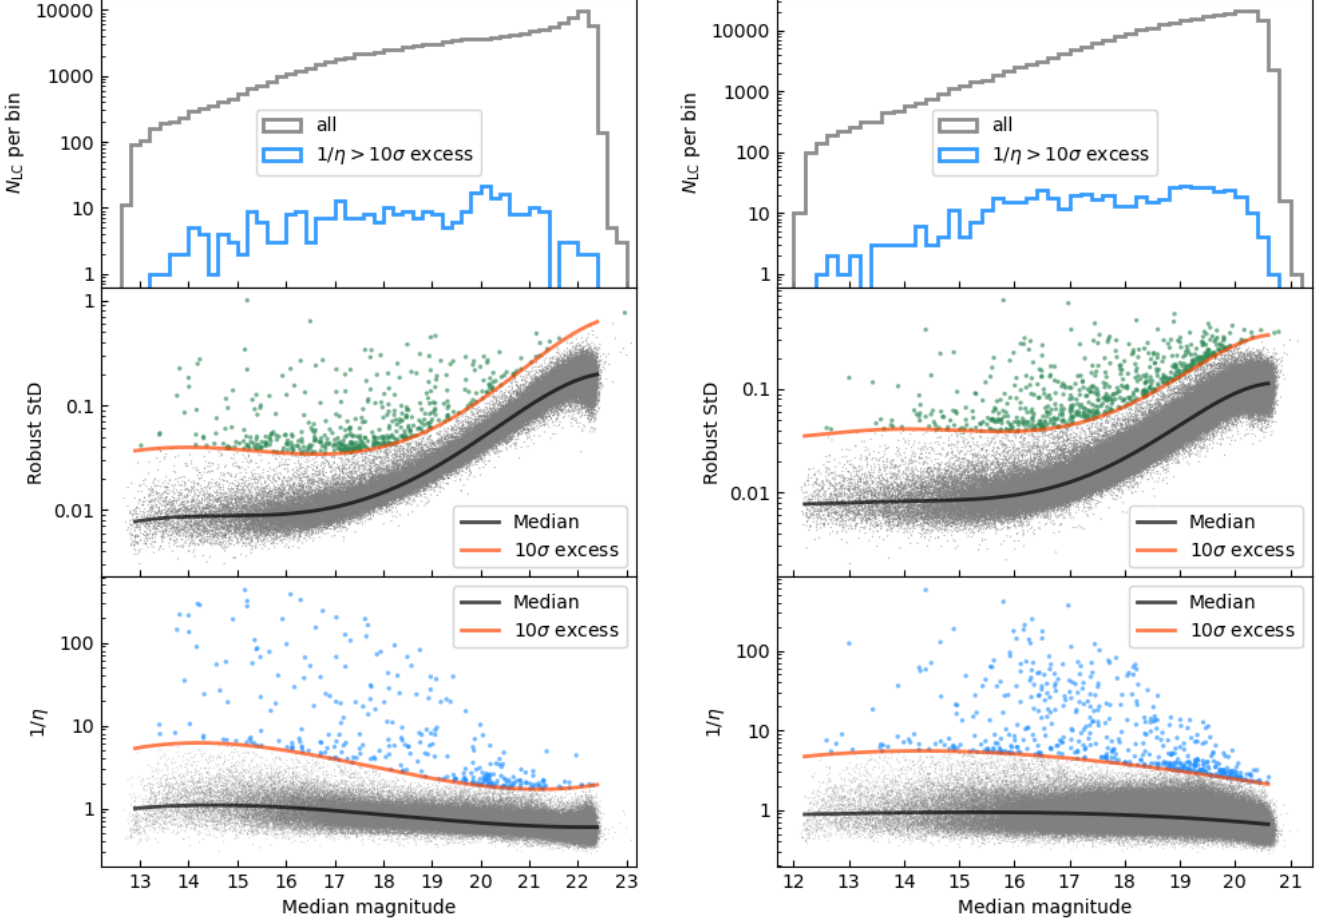 10000
1000
100
10
1
N_LC per bin
all
1/η > 10σ excess
1
0.1
0.01
Robust StD
Median
10σ excess
100
10
1
1/η
Median
10σ excess
13 14 15 16 17 18 19 20 21 22 23
Median magnitude
10000
1000
100
10
1
N_LC per bin
all
1/η > 10σ excess
0.1
0.01
Robust StD
Median
10σ excess
100
10
1
1/η
Median
10σ excess
12 13 14 15 16 17 18 19 20 21
Median magnitude